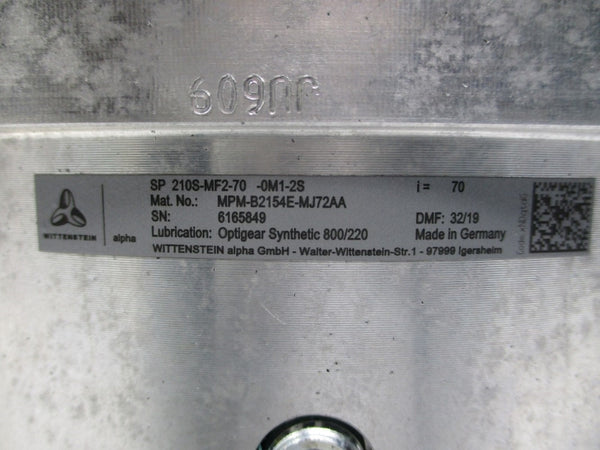 SP 210S-MF2-70 -0M1-2S i = 70
Mat. No.: MPM-B2154E-MJ72AA
SN: 6165849 DMF: 32/19
Lubrication: Optigear Synthetic 800/220 Made in Germany
WITTENSTEIN alpha GmbH - Walter-Wittenstein-Str.1 - 97999 Igersheim
WITTENSTEIN
alpha
Code: